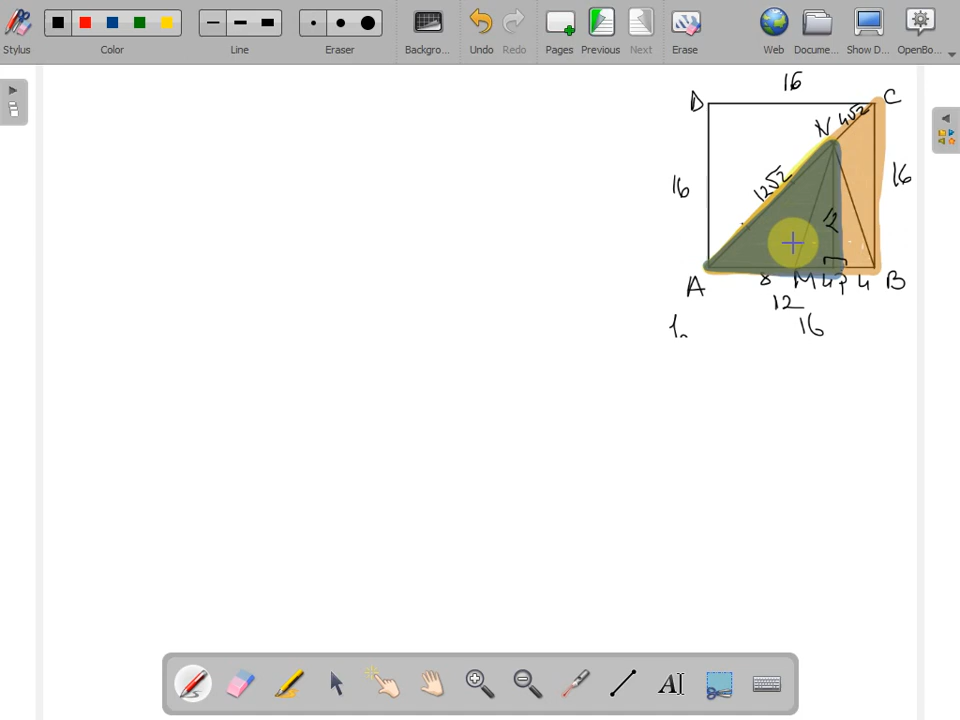 Color
Line
Eraser
Stylus
Backgro...
Undo
Redo
Pages
Previous
Next
Erase
Web
Docume...
Show D...
OpenBo...
16
D
C
N
4√2
12√2
16
16
12
A
8
M
4
P
4
B
12
16